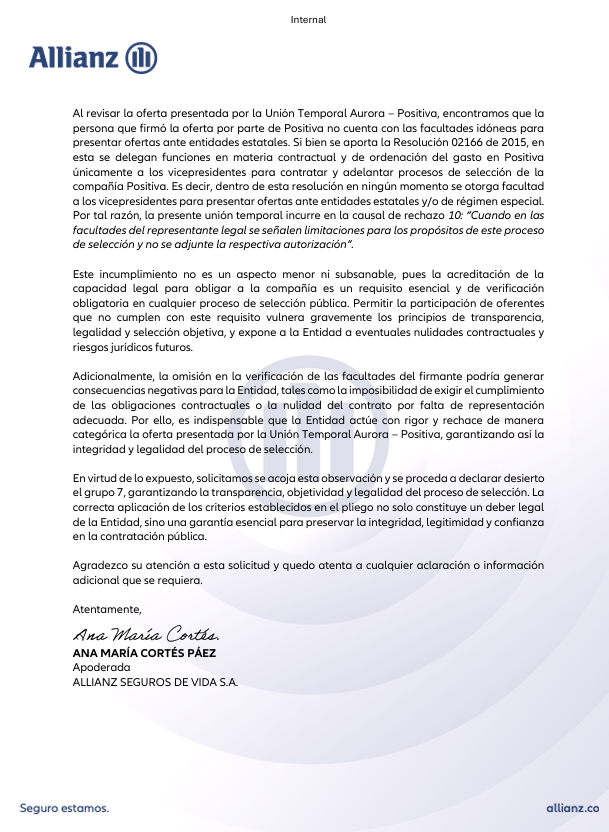 Internal
Allianz
Al revisar la oferta presentada por la Unión Temporal Aurora – Positiva, encontramos que la
persona que firmó la oferta por parte de Positiva no cuenta con las facultades idóneas para
presentar ofertas ante entidades estatales. Si bien se aporta la Resolución 02166 de 2015, en
esta se delegan funciones en materia contractual y de ordenación del gasto en Positiva
únicamente a los vicepresidentes para contratar y adelantar procesos de selección de la
compañía Positiva. Es decir, dentro de esta resolución en ningún momento se otorga facultad
a los vicepresidentes para presentar ofertas ante entidades estatales y/o de régimen especial.
Por tal razón, la presente unión temporal incurre en la causal de rechazo 10: “Cuando en las
facultades del representante legal se señalen limitaciones para los propósitos de este proceso
de selección y no se adjunte la respectiva autorización”.
Este incumplimiento no es un aspecto menor ni subsanable, pues la acreditación de la
capacidad legal para obligar a la compañía es un requisito esencial y de verificación
obligatoria en cualquier proceso de selección pública. Permitir la participación de oferentes
que no cumplen con este requisito vulnera gravemente los principios de transparencia,
legalidad y selección objetiva, y expone a la Entidad a eventuales nulidades contractuales y
riesgos jurídicos futuros.
Adicionalmente, la omisión en la verificación de las facultades del firmante podría generar
consecuencias negativas para la Entidad, tales como la imposibilidad de exigir el cumplimiento
de las obligaciones contractuales o la nulidad del contrato por falta de representación
adecuada. Por ello, es indispensable que la Entidad actúe con rigor y rechace de manera
categórica la oferta presentada por la Unión Temporal Aurora – Positiva, garantizando así la
integridad y legalidad del proceso de selección.
En virtud de lo expuesto, solicitamos se acoja esta observación y se proceda a declarar desierto
el grupo 7, garantizando la transparencia, objetividad y legalidad del proceso de selección. La
correcta aplicación de los criterios establecidos en el pliego no solo constituye un deber legal
de la Entidad, sino una garantía esencial para preservar la integridad, legitimidad y confianza
en la contratación pública.
Agradezco su atención a esta solicitud y quedo atenta a cualquier aclaración o información
adicional que se requiera.
Atentamente,
Ana María Cortés.
ANA MARÍA CORTÉS PÁEZ
Apoderada
ALLIANZ SEGUROS DE VIDA S.A.
Seguro estamos.
allianz.co